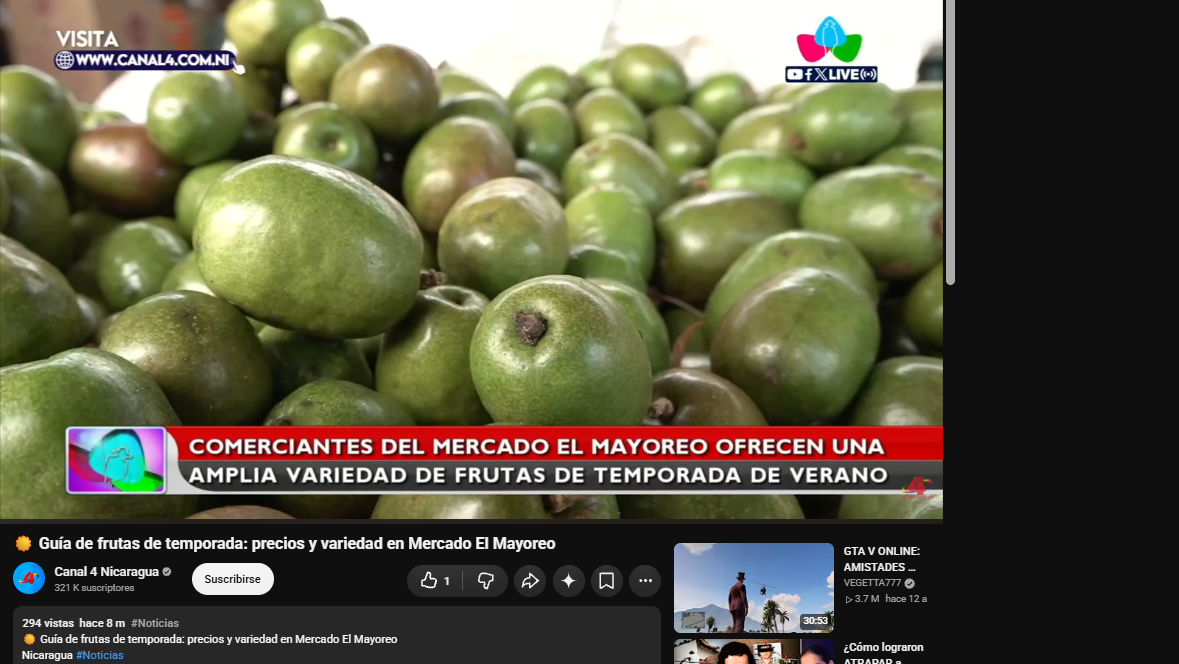 VISITA
WWW.CANAL4.COM.NI
LIVE
COMERCIANTES DEL MERCADO EL MAYOREO OFRECEN UNA
AMPLIA VARIEDAD DE FRUTAS DE TEMPORADA DE VERANO
4
Guía de frutas de temporada: precios y variedad en Mercado El Mayoreo
4
Canal 4 Nicaragua
321 K suscriptores
Suscribirse
1
294 vistas hace 8 m #Noticias
Guía de frutas de temporada: precios y variedad en Mercado El Mayoreo
Nicaragua #Noticias
30:53
GTA V ONLINE:
AMISTADES ...
VEGETTA777
3.7 M hace 12 a
¿Cómo lograron
ATRAPAR a